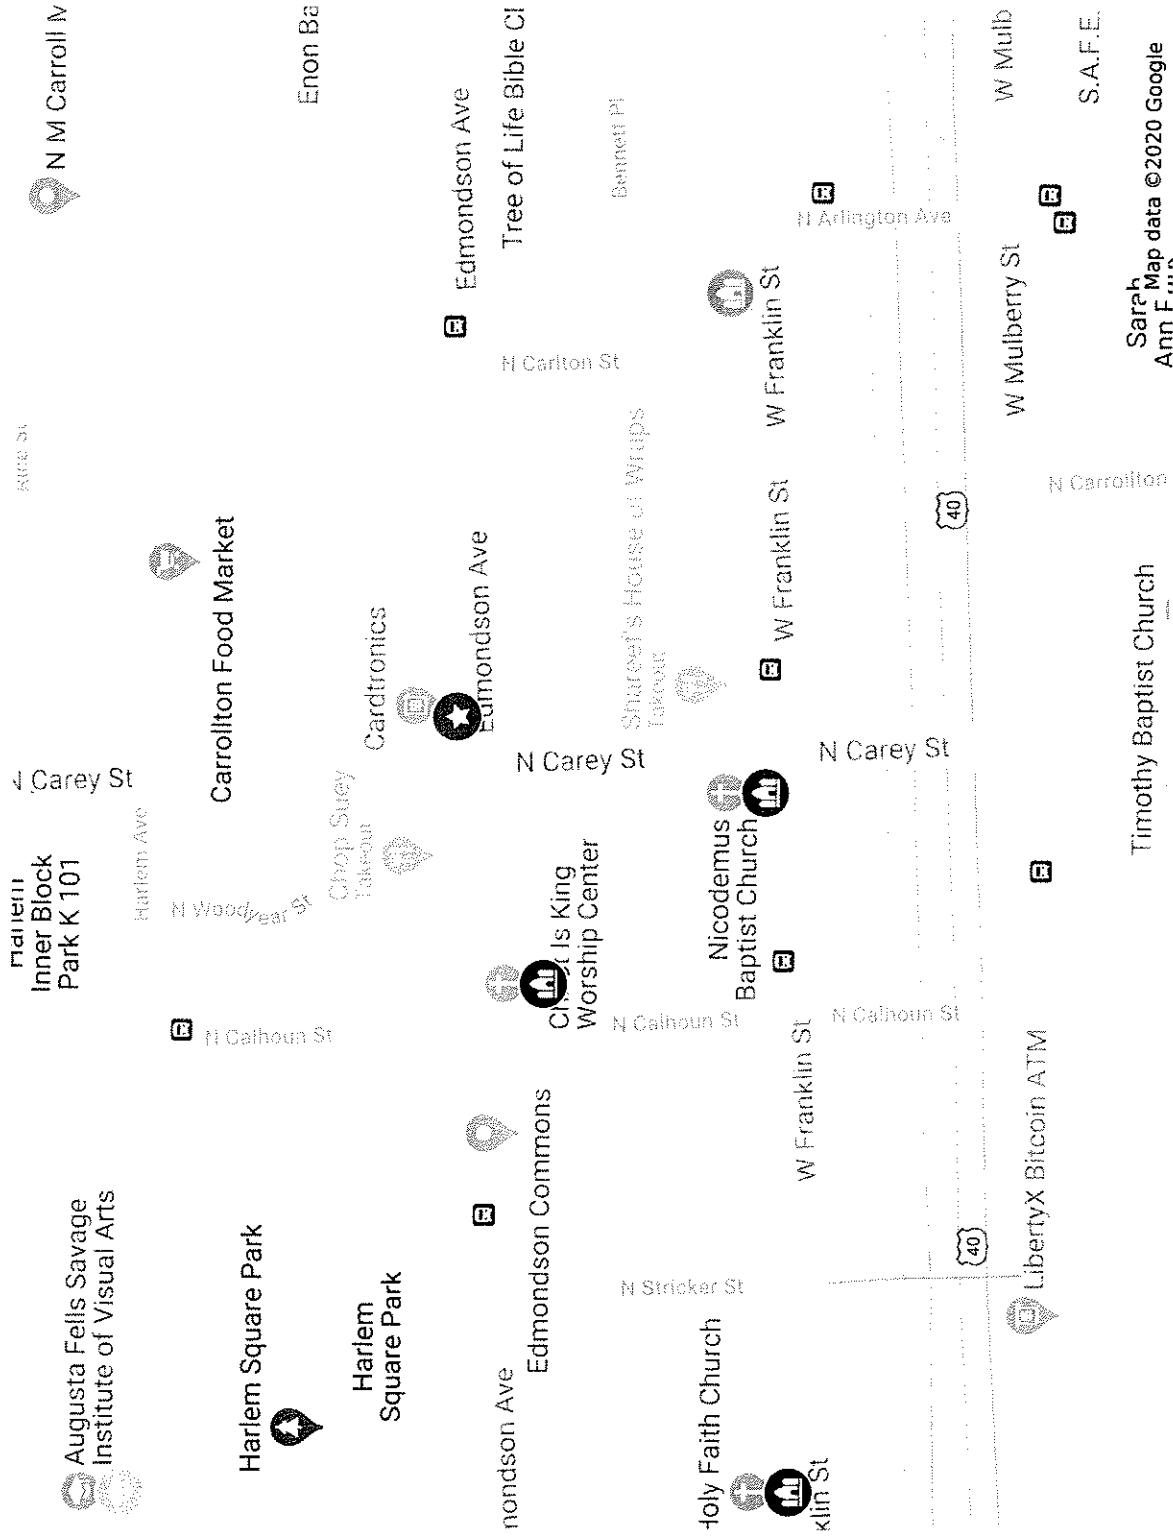 Augusta Fells Savage
Institute of Visual Arts
Inner Block
Park K 101
N Carey St
Harlem Ave
N M Carroll
Carrollton Food Market
N Wood
year St
N Calhoun St
Harlem Square Park
Harlem
Square Park
Chop Suey
Takeout
Cardtronics
Enon Ba
Edmondson Ave
Edmondson Ave
Tree of Life Bible
N Carlton St
Bennett Pl
N Carey St
Is King
Worship Center
Edmondson Commons
nondson Ave
Shareef's House of Wraps
Takeout
N Calhoun St
N Stricker St
Holy Faith Church
klin St
Nicodemus
Baptist Church
W Franklin St
W Franklin St
W Franklin St
N Arlington Ave
N Carey St
N Calhoun St
40
40
LibertyX Bitcoin ATM
W Mulberry St
W Mulb
N Carrollton
Timothy Baptist Church
S.A.F.E.
Sarah
Ann
Map data ©2020 Google